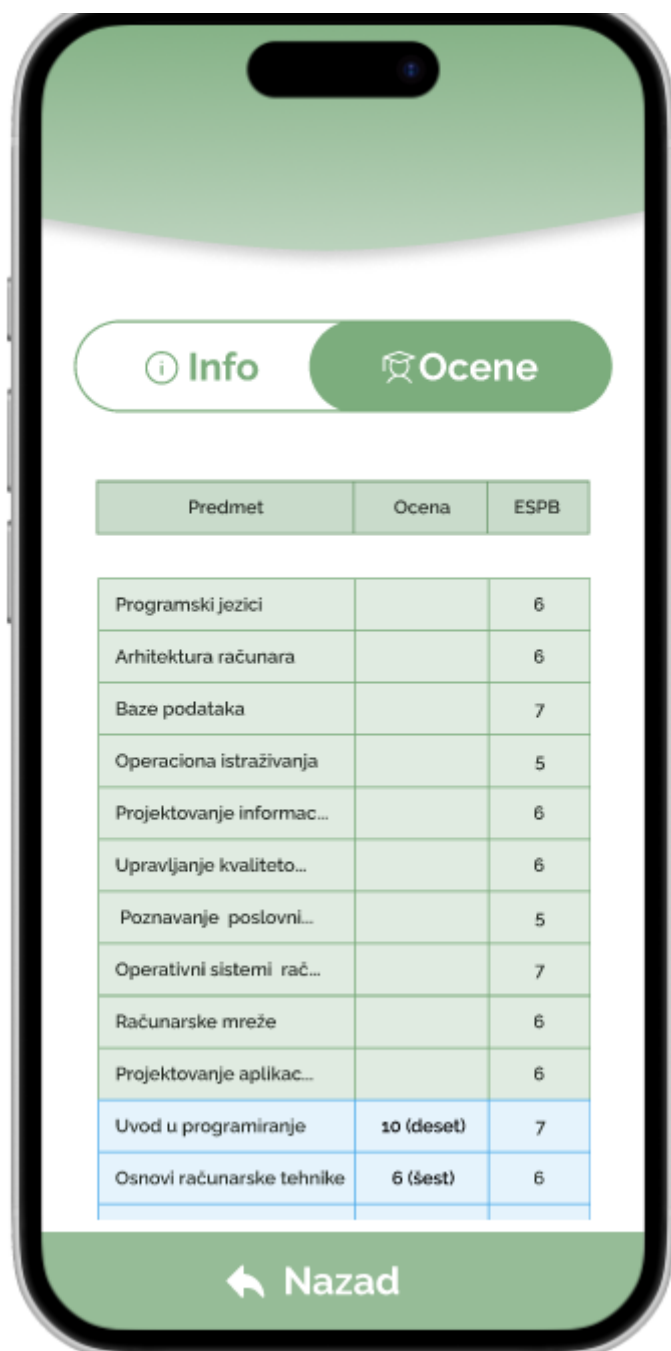 Info Ocene
Predmet Ocena ESPB
Programski jezici 6
Arhitektura računara 6
Baze podataka 7
Operaciona istraživanja 5
Projektovanje informac... 6
Upravljanje kvaliteto... 6
Poznavanje poslovni... 5
Operativni sistemi rač... 7
Računarske mreže 6
Projektovanje aplikac... 6
Uvod u programiranje 10 (deset) 7
Osnovi računarske tehnike 6 (šest) 6
Nazad